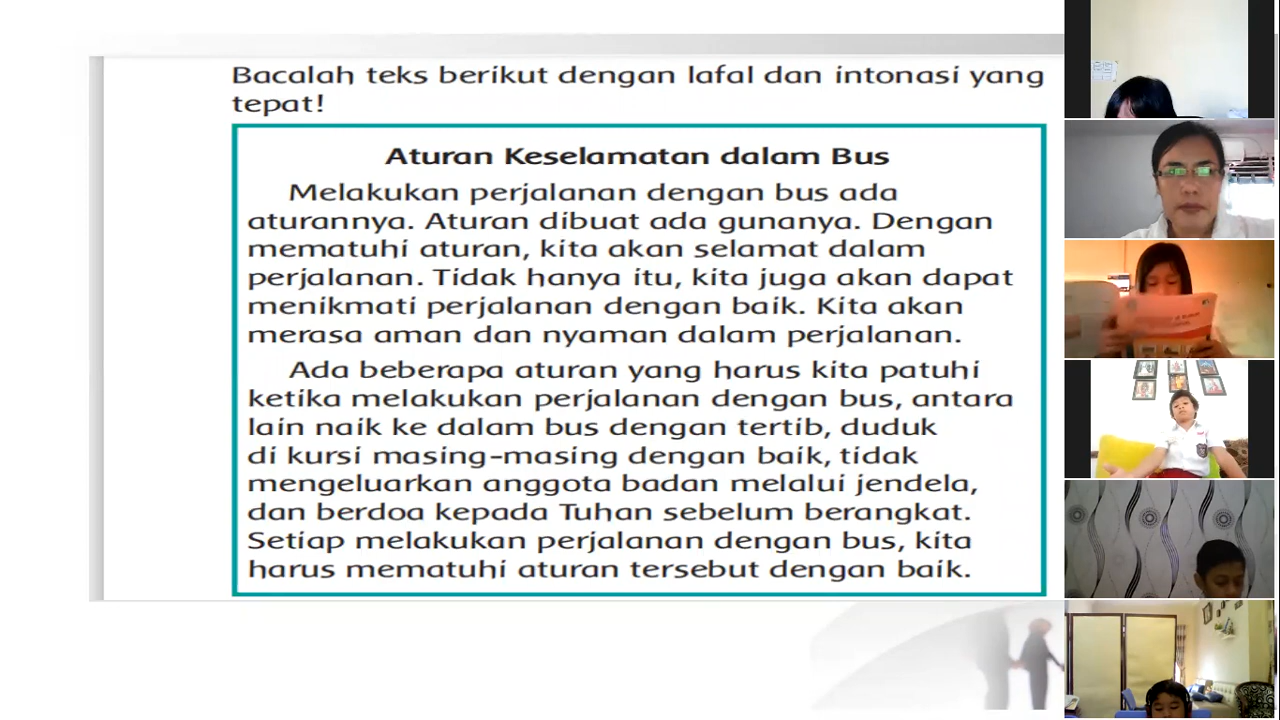 Bacalah teks berikut dengan lafal dan intonasi yang
tepat!
Aturan Keselamatan dalam Bus
Melakukan perjalanan dengan bus ada
aturannya. Aturan dibuat ada gunanya. Dengan
mematuhi aturan, kita akan selamat dalam
perjalanan. Tidak hanya itu, kita juga akan dapat
menikmati perjalanan dengan baik. Kita akan
merasa aman dan nyaman dalam perjalanan.
Ada beberapa aturan yang harus kita patuhi
ketika melakukan perjalanan dengan bus, antara
lain naik ke dalam bus dengan tertib, duduk
di kursi masing-masing dengan baik, tidak
mengeluarkan anggota badan melalui jendela,
dan berdoa kepada Tuhan sebelum berangkat.
Setiap melakukan perjalanan dengan bus, kita
harus mematuhi aturan tersebut dengan baik.